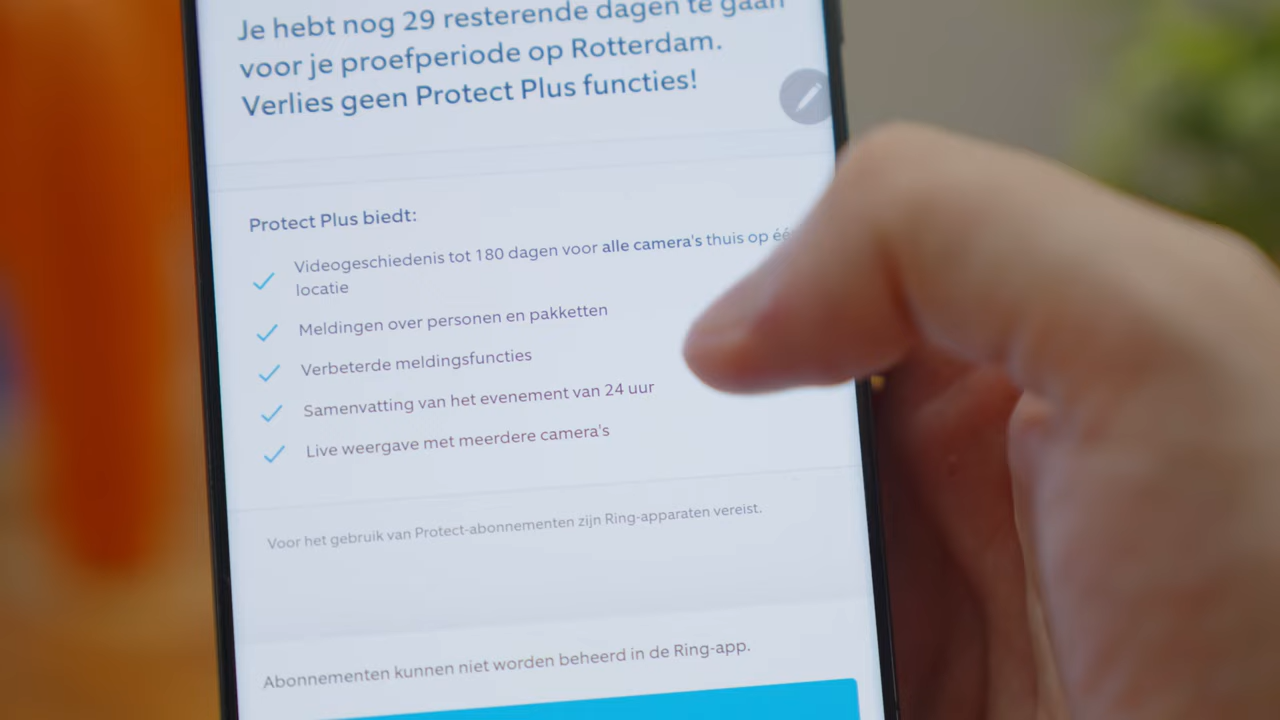 Je hebt nog 29 resterende dagen te gaan
voor je proefperiode op Rotterdam.
Verlies geen Protect Plus functies!
Protect Plus biedt:
Videogeschiedenis tot 180 dagen voor alle camera's thuis op
locatie
Meldingen over personen en pakketten
Verbeterde meldingsfuncties
Samenvatting van het evenement van 24 uur
Live weergave met meerdere camera's
Voor het gebruik van Protect-abonnementen zijn Ring-apparaten vereist.
Abonnementen kunnen niet worden beheerd in de Ring-app.